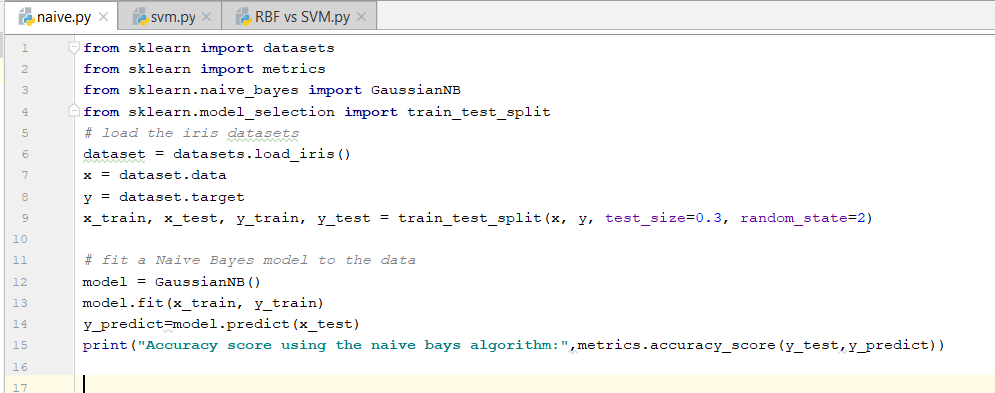 naive.py svm.py RBF vs SVM.py
1 from sklearn import datasets
2 from sklearn import metrics
3 from sklearn.naive_bayes import GaussianNB
4 from sklearn.model_selection import train_test_split
5 # load the iris datasets
6 dataset = datasets.load_iris()
7 x = dataset.data
8 y = dataset.target
9 x_train, x_test, y_train, y_test = train_test_split(x, y, test_size=0.3, random_state=2)
10
11 # fit a Naive Bayes model to the data
12 model = GaussianNB()
13 model.fit(x_train, y_train)
14 y_predict=model.predict(x_test)
15 print("Accuracy score using the naive bays algorithm:",metrics.accuracy_score(y_test,y_predict))
16
17